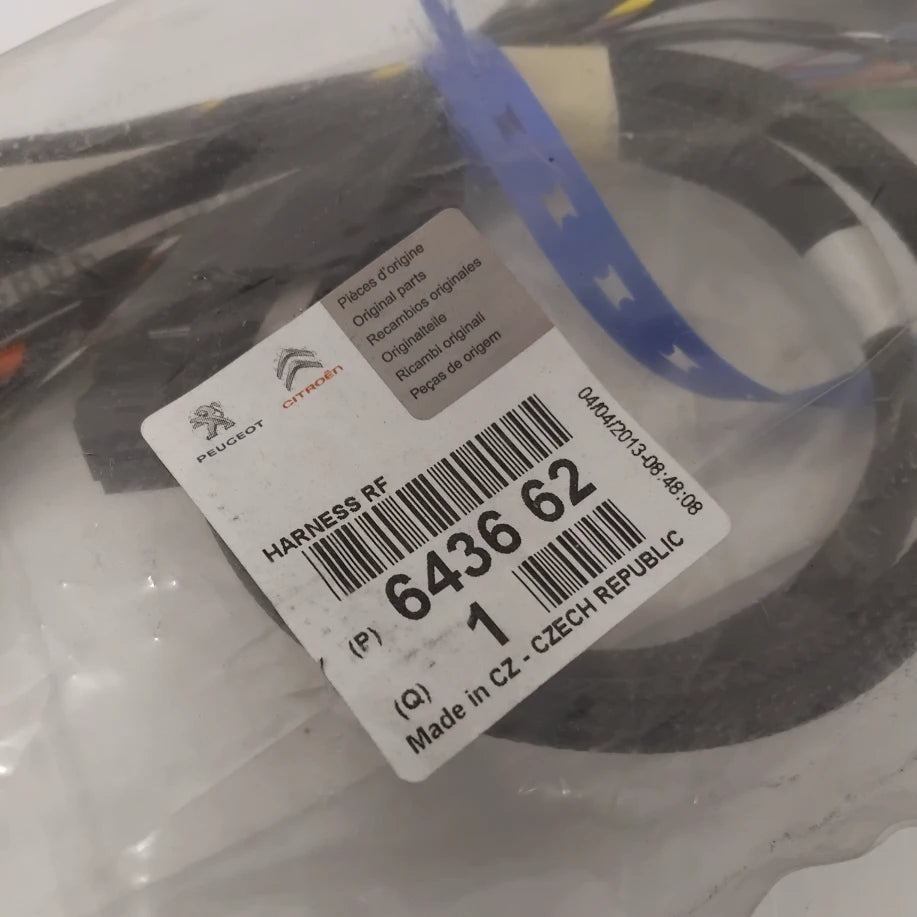 Pièces d'origine
Original parts
Recambios originales
Originalteile
Ricambi originali
Peças de origem
PEUGEOT
CITROËN
HARNESS RF
04/04/2013-08:48:08
(P) 6436 62
(Q) 1
Made in CZ - CZECH REPUBLIC